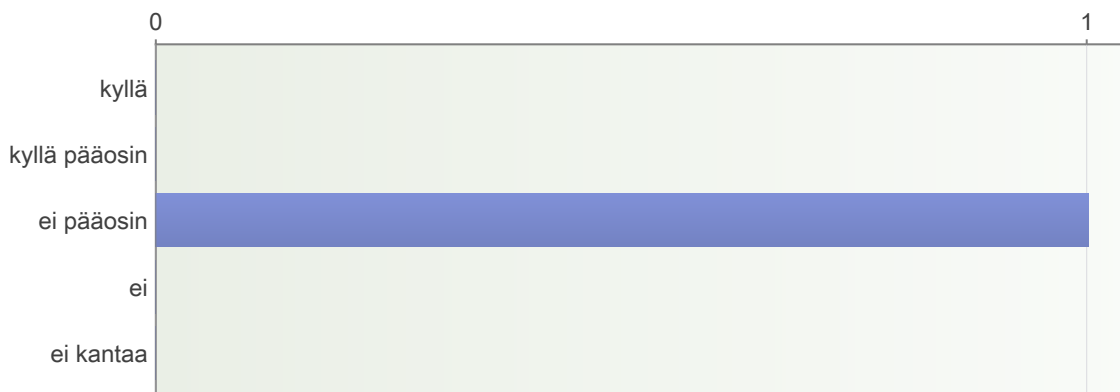 0 1
kyllä
kyllä pääosin
ei pääosin
ei
ei kantaa